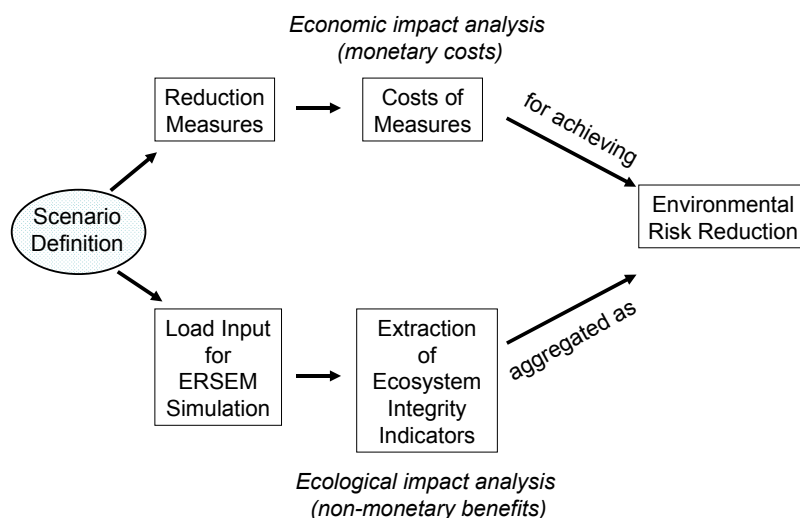 Economic impact analysis
(monetary costs)
Reduction
Measures
Costs of
Measures
for achieving
Scenario
Definition
Environmental
Risk Reduction
Load Input
for
ERSEM
Simulation
Extraction
of
Ecosystem
Integrity
Indicators
aggregated as
Ecological impact analysis
(non-monetary benefits)